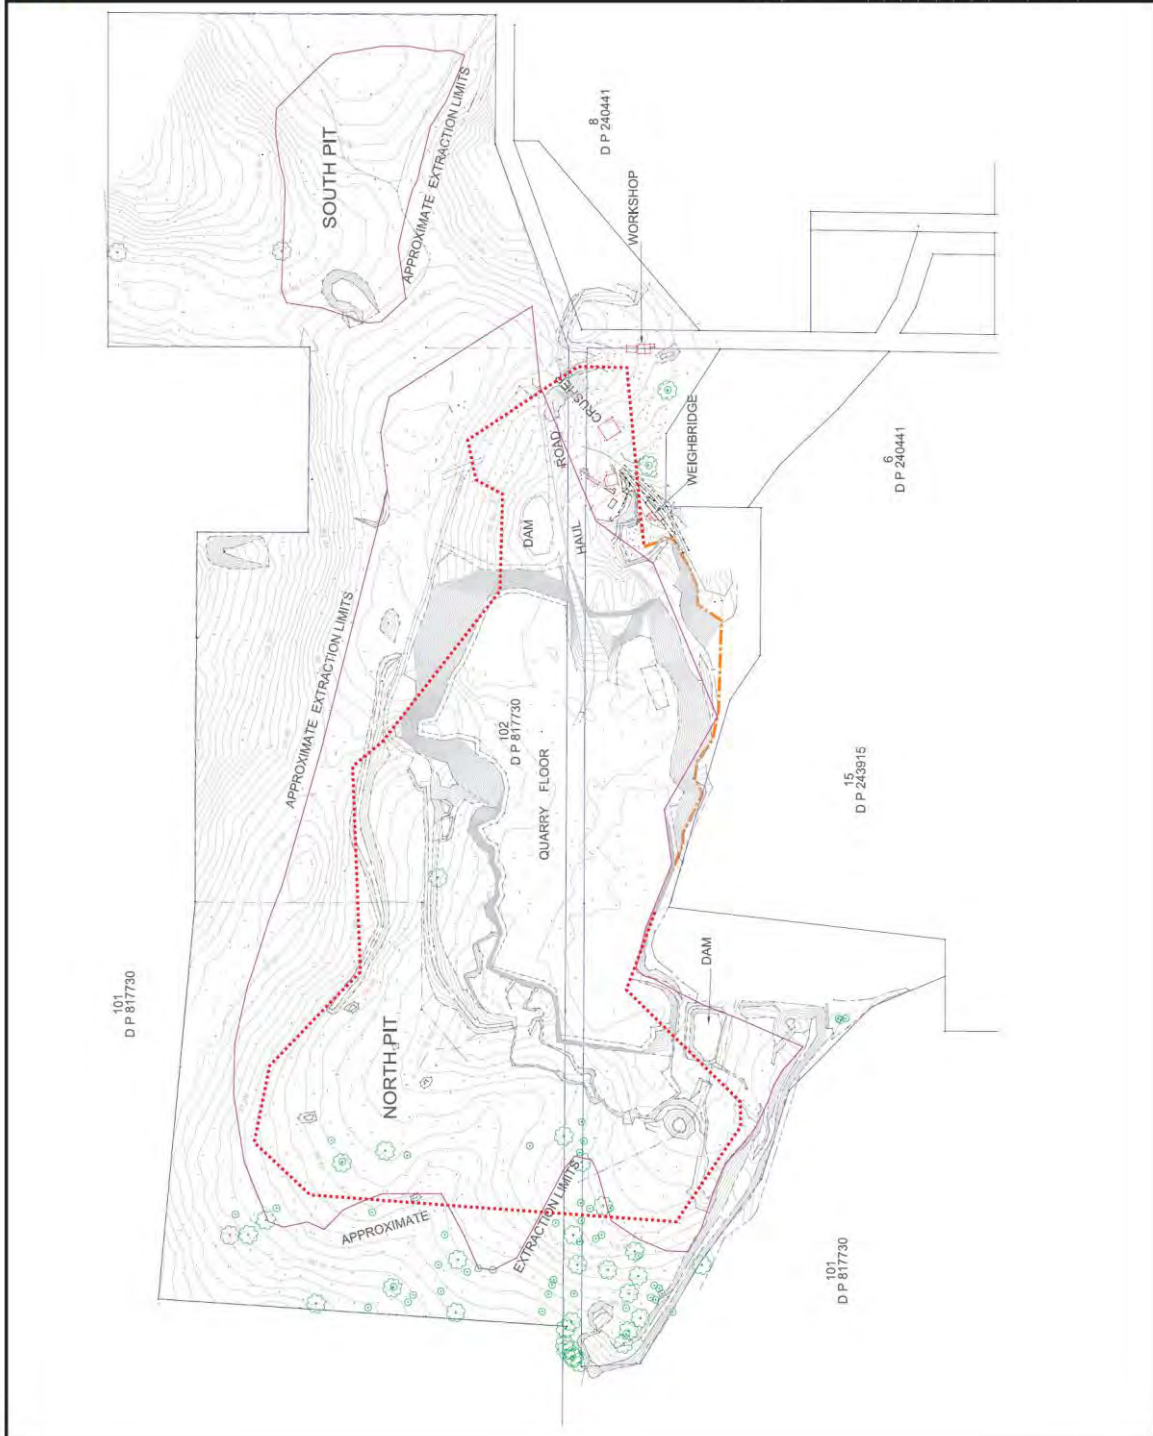 SOUTH PIT
APPROXIMATE EXTRACTION LIMITS
8
D P 240441
WORKSHOP
CRUSHE
ROAD
HAUL
WEIGHBRIDGE
6
D P 240441
DAM
APPROXIMATE EXTRACTION LIMITS
102
D P 817730
QUARRY FLOOR
15
D P 243915
DAM
101
D P 817730
NORTH PIT
APPROXIMATE
EXTRACTION LIMITS
101
D P 817730